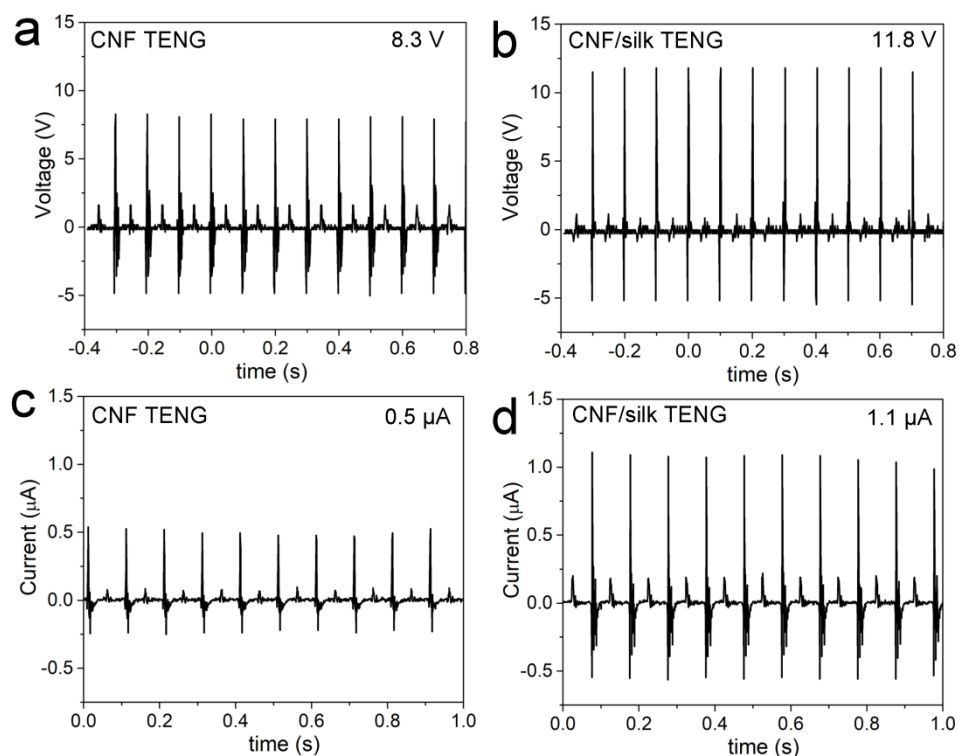 a
CNF TENG 8.3 V
15
10
5
0
-5
Voltage (V)
-0.4 -0.2 0.0 0.2 0.4 0.6 0.8
time (s)
b
CNF/silk TENG 11.8 V
15
10
5
0
-5
Voltage (V)
-0.4 -0.2 0.0 0.2 0.4 0.6 0.8
time (s)
c
CNF TENG 0.5 μA
1.5
1.0
0.5
0.0
-0.5
Current (μA)
0.0 0.2 0.4 0.6 0.8 1.0
time (s)
d
CNF/silk TENG 1.1 μA
1.5
1.0
0.5
0.0
-0.5
Current (μA)
0.0 0.2 0.4 0.6 0.8 1.0
time (s)